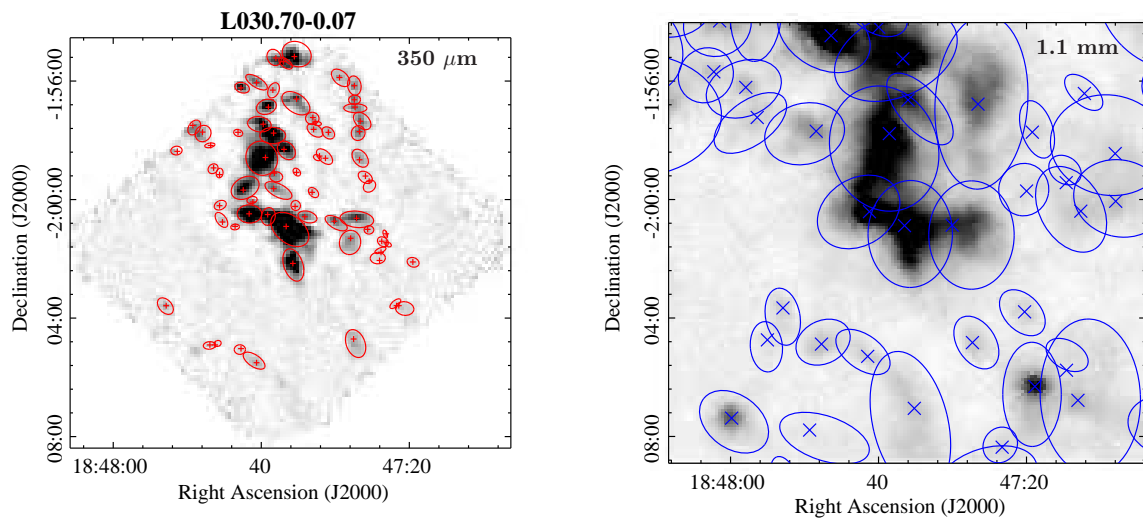 L030.70-0.07
350 μm
-1:56:00
-2:00:00
04:00
08:00
Declination (J2000)
18:48:00 40 47:20
Right Ascension (J2000)
1.1 mm
-1:56:00
-2:00:00
04:00
08:00
Declination (J2000)
18:48:00 40 47:20
Right Ascension (J2000)